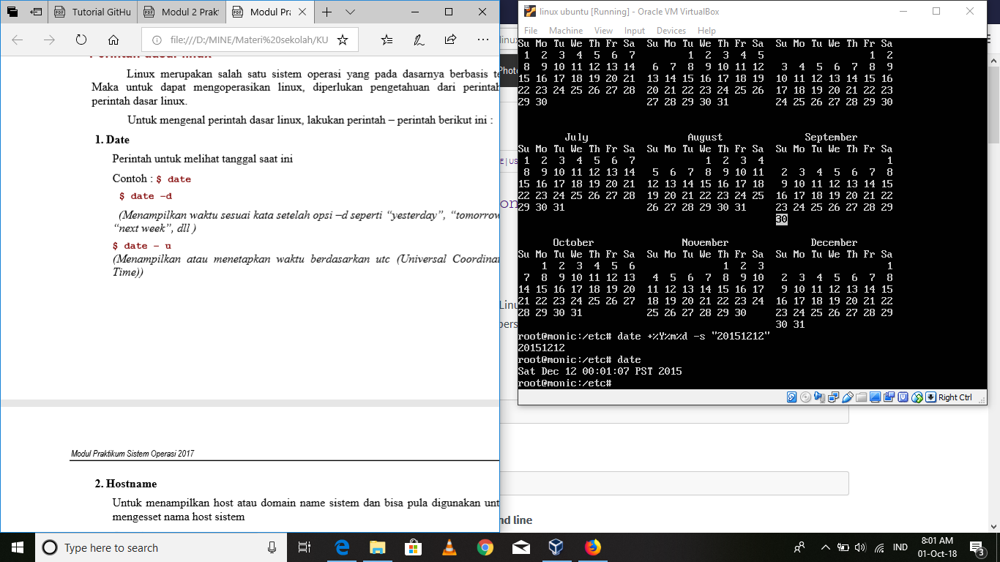 Tutorial GitHu
Modul 2 Prakt
Modul Pra
file:///D:/MINE/Materi%20sekolah/KU
Perintah dasar linux
Linux merupakan salah satu sistem operasi yang pada dasarnya berbasis te
Maka untuk dapat mengoperasikan linux, diperlukan pengetahuan dari perintah
perintah dasar linux.
Untuk mengenal perintah dasar linux, lakukan perintah – perintah berikut ini :
1. Date
Perintah untuk melihat tanggal saat ini
Contoh : $ date
$ date –d
(Menampilkan waktu sesuai kata setelah opsi –d seperti “yesterday”, “tomorrow
“next week”, dll )
$ date – u
(Menampilkan atau menetapkan waktu berdasarkan utc (Universal Coordinat
Time))
Modul Praktikum Sistem Operasi 2017
2. Hostname
Untuk menampilkan host atau domain name sistem dan bisa pula digunakan unt
mengesset nama host sistem
linux ubuntu [Running] - Oracle VM VirtualBox
File Machine View Input Devices Help
Su Mo Tu We Th Fr Sa Su Mo Tu We Th Fr Sa Su Mo Tu We Th Fr Sa
1 2 3 4 5 6 7 1 2 3 4 5 1 2
8 9 10 11 12 13 14 6 7 8 9 10 11 12 3 4 5 6 7 8 9
15 16 17 18 19 20 21 13 14 15 16 17 18 19 10 11 12 13 14 15 16
22 23 24 25 26 27 28 20 21 22 23 24 25 26 17 18 19 20 21 22 23
29 30 27 28 29 30 31 24 25 26 27 28 29 30
July August September
Su Mo Tu We Th Fr Sa Su Mo Tu We Th Fr Sa Su Mo Tu We Th Fr Sa
1 2 3 4 5 6 7 1 2 3 4 1
8 9 10 11 12 13 14 5 6 7 8 9 10 11 2 3 4 5 6 7 8
15 16 17 18 19 20 21 12 13 14 15 16 17 18 9 10 11 12 13 14 15
22 23 24 25 26 27 28 19 20 21 22 23 24 25 16 17 18 19 20 21 22
29 30 31 26 27 28 29 30 31 23 24 25 26 27 28 29
30
October November December
Su Mo Tu We Th Fr Sa Su Mo Tu We Th Fr Sa Su Mo Tu We Th Fr Sa
1 2 3 4 5 6 1 2 3 1
7 8 9 10 11 12 13 4 5 6 7 8 9 10 2 3 4 5 6 7 8
14 15 16 17 18 19 20 11 12 13 14 15 16 17 9 10 11 12 13 14 15
21 22 23 24 25 26 27 18 19 20 21 22 23 24 16 17 18 19 20 21 22
28 29 30 31 25 26 27 28 29 30 23 24 25 26 27 28 29
30 31
root@monic:/etc# date +%Y%m%d -s "20151212"
20151212
root@monic:/etc# date
Sat Dec 12 00:01:07 PST 2015
root@monic:/etc#
Right Ctrl
linux
Photo
E | US
on
Linu
pers
nd line
Type here to search
IND
8:01 AM
01-Oct-18
3